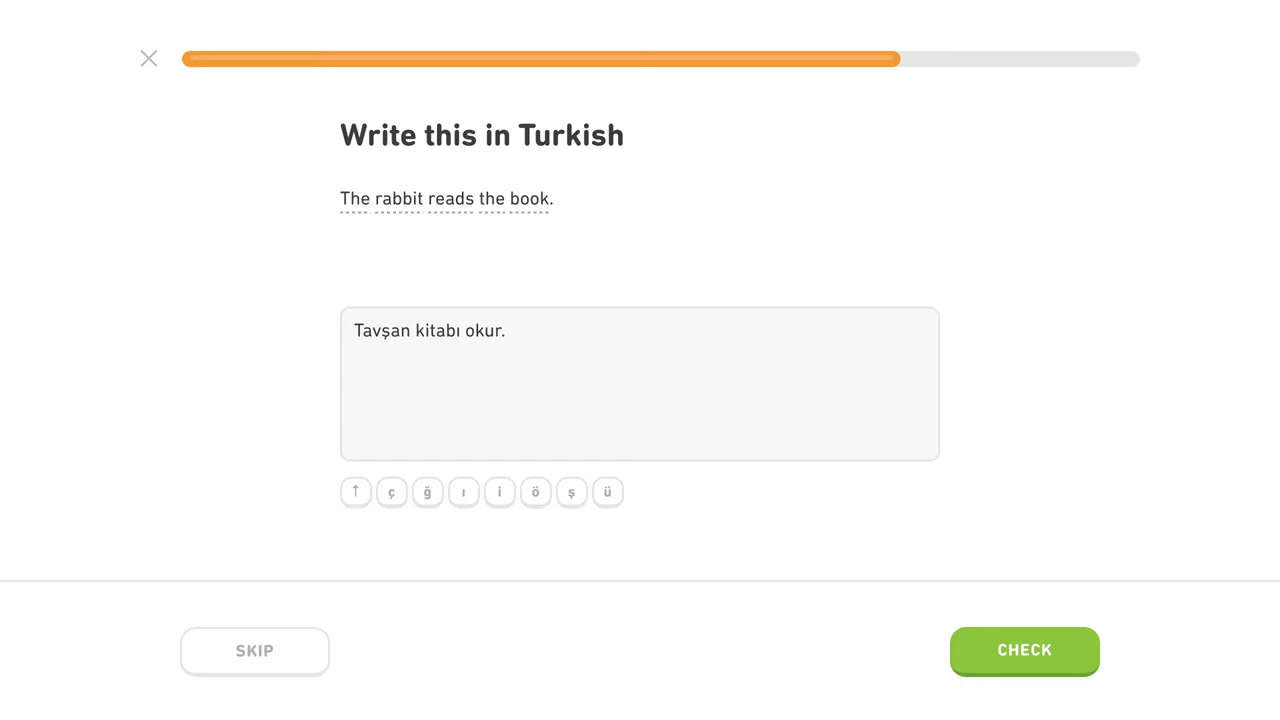 Write this in Turkish
The rabbit reads the book.
Tavşan kitabı okur.
↑ ç ğ ı i ö ş ü
SKIP
CHECK